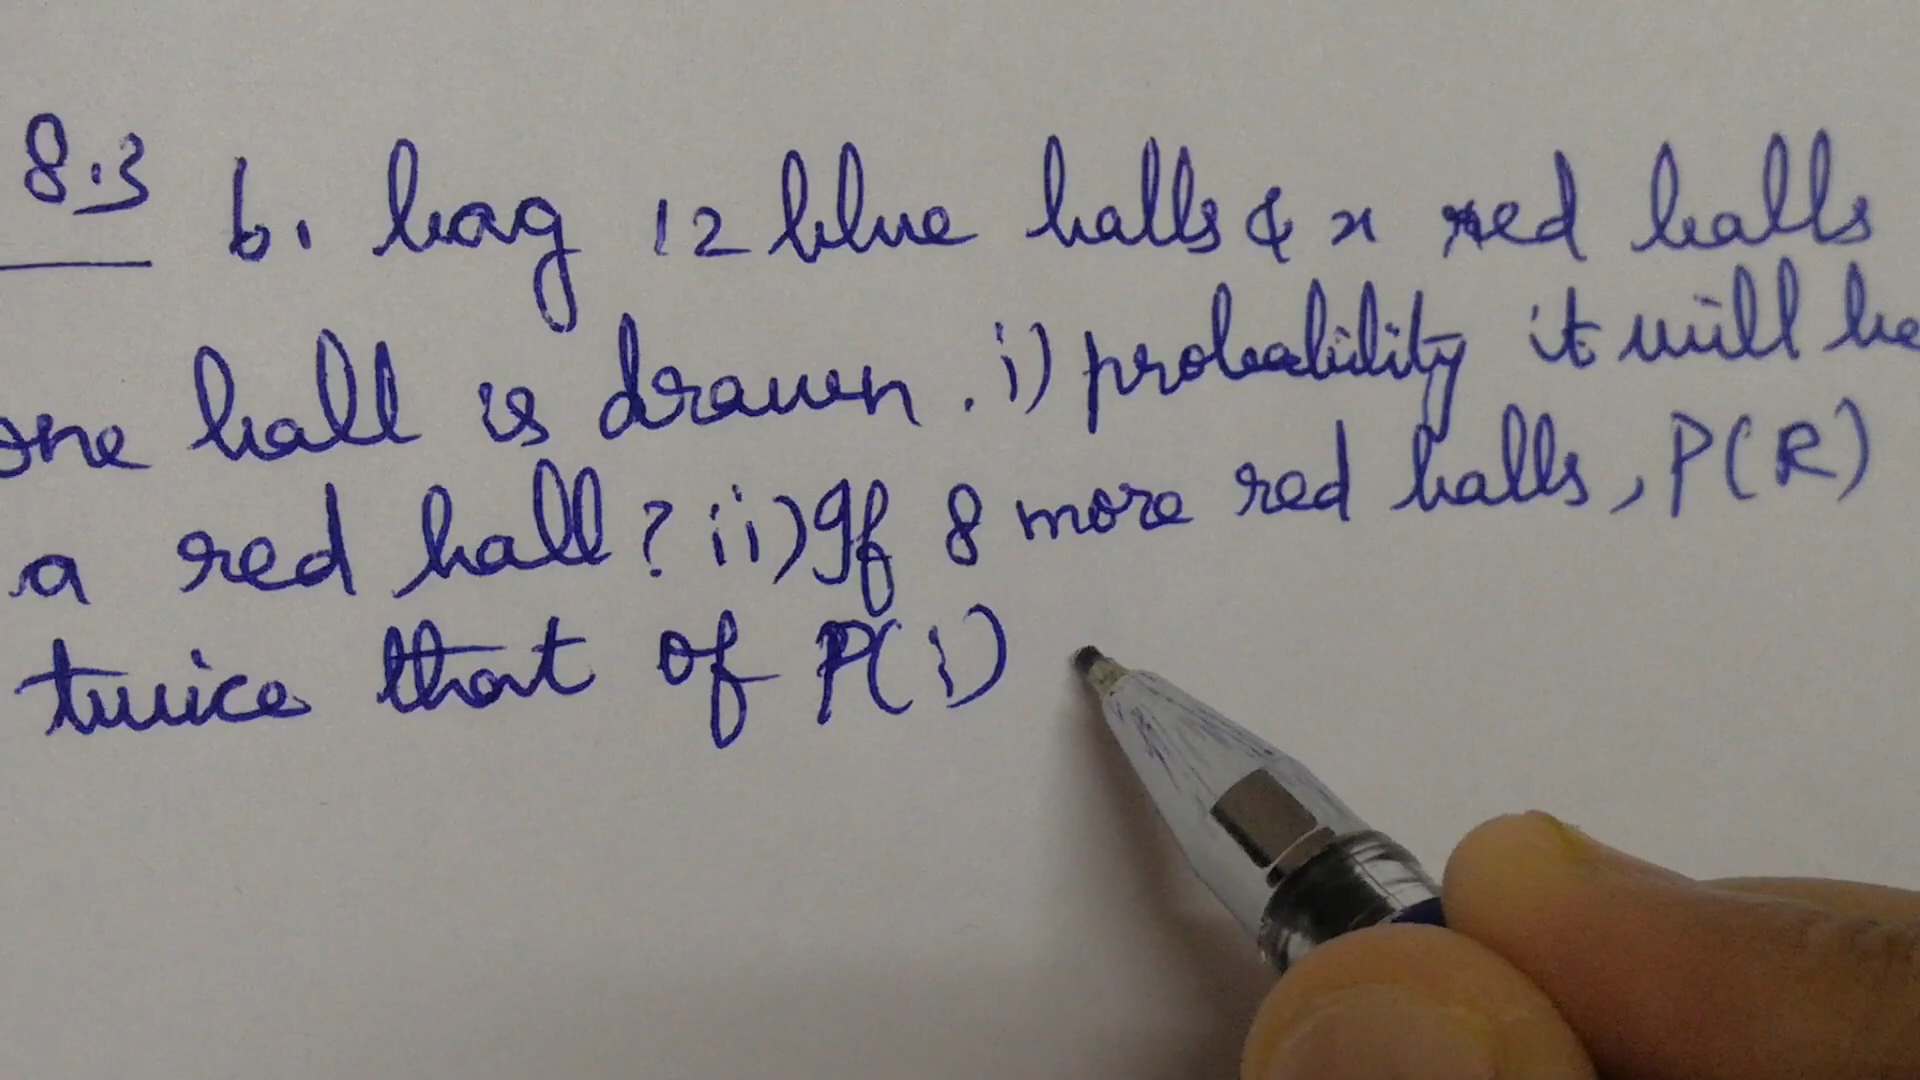 8.3 6. bag 12 blue balls & x red balls
one ball is drawn. i) probability it will be
a red ball? ii) If 8 more red balls, P(R)
twice that of P(i)